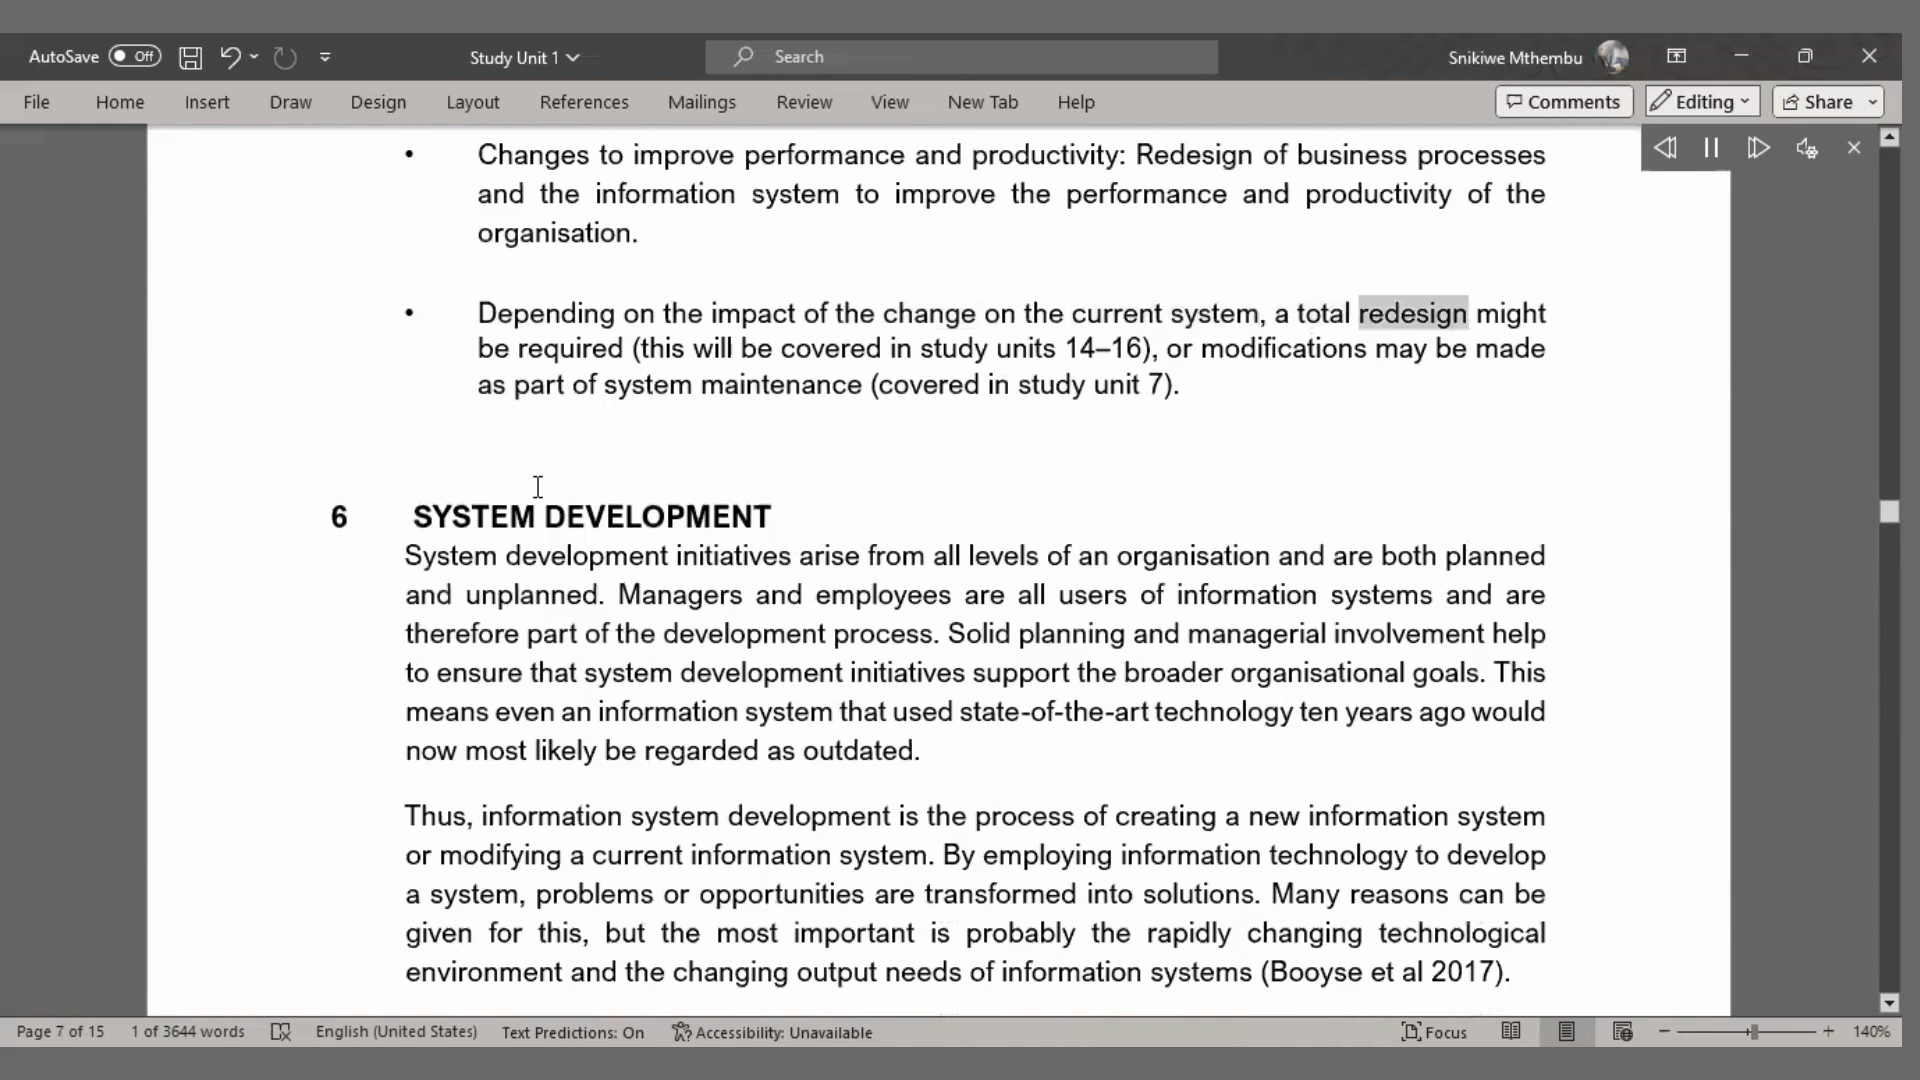 AutoSave Off Study Unit 1 Search Snikiwe Mthembu
File Home Insert Draw Design Layout References Mailings Review View New Tab Help Comments Editing Share
• Changes to improve performance and productivity: Redesign of business processes
and the information system to improve the performance and productivity of the
organisation.
• Depending on the impact of the change on the current system, a total redesign might
be required (this will be covered in study units 14–16), or modifications may be made
as part of system maintenance (covered in study unit 7).
6 SYSTEM DEVELOPMENT
System development initiatives arise from all levels of an organisation and are both planned
and unplanned. Managers and employees are all users of information systems and are
therefore part of the development process. Solid planning and managerial involvement help
to ensure that system development initiatives support the broader organisational goals. This
means even an information system that used state-of-the-art technology ten years ago would
now most likely be regarded as outdated.
Thus, information system development is the process of creating a new information system
or modifying a current information system. By employing information technology to develop
a system, problems or opportunities are transformed into solutions. Many reasons can be
given for this, but the most important is probably the rapidly changing technological
environment and the changing output needs of information systems (Booyse et al 2017).
Page 7 of 15 1 of 3644 words English (United States) Text Predictions: On Accessibility: Unavailable Focus 140%